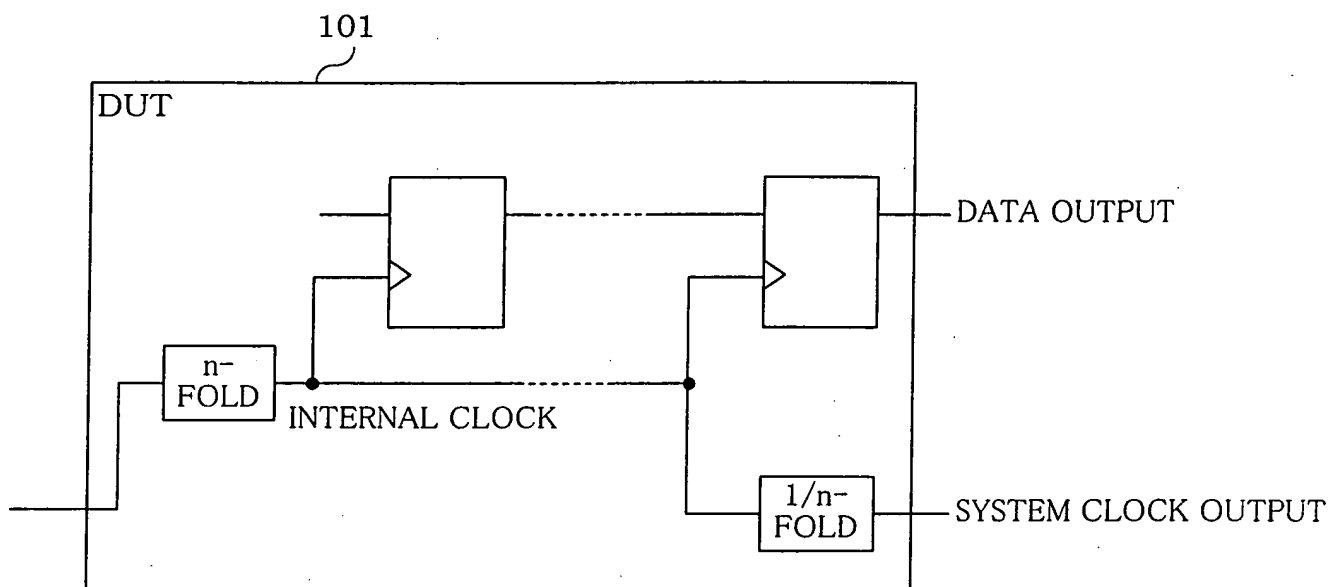 101
DUT
DATA OUTPUT
n-
FOLD
INTERNAL CLOCK
1/n-
FOLD
SYSTEM CLOCK OUTPUT